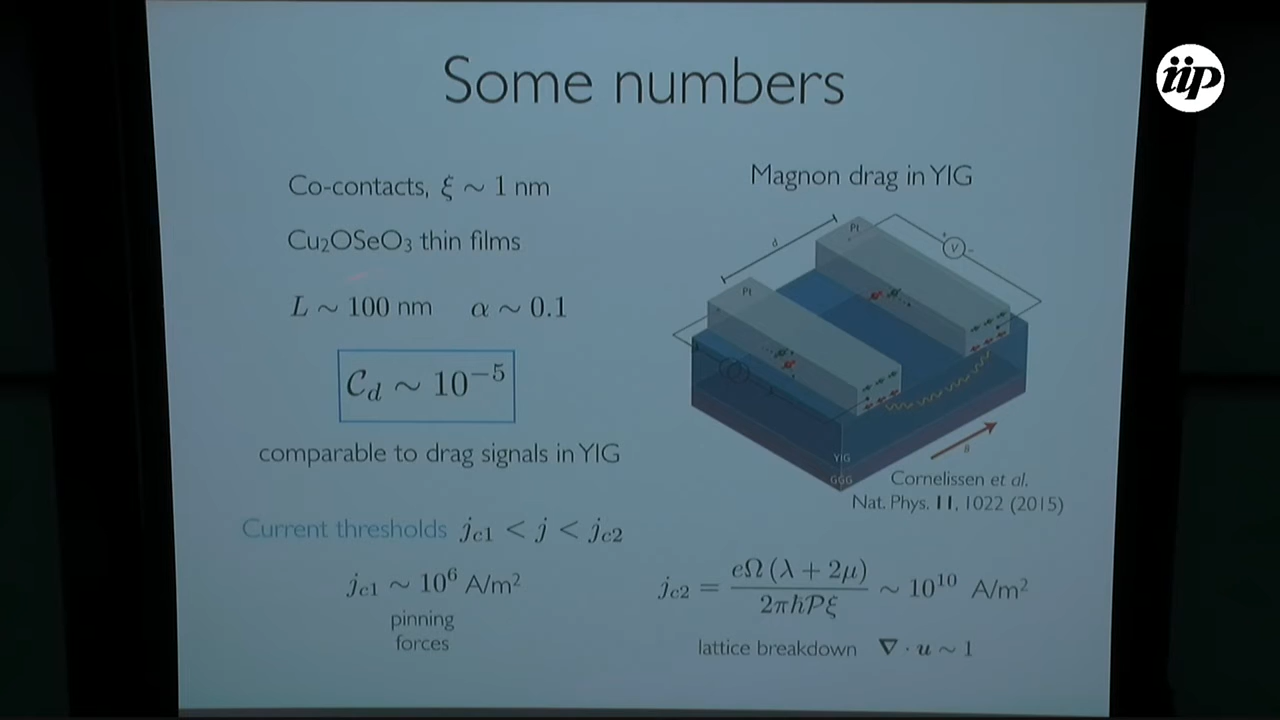 iip
Some numbers
Co-contacts, ξ ∼ 1 nm
Cu₂OSeO₃ thin films
L ∼ 100 nm α ∼ 0.1
𝒞_d ∼ 10⁻⁵
comparable to drag signals in YIG
Current thresholds j_c1 < j < j_c2
j_c1 ∼ 10⁶ A/m²
pinning
forces
Magnon drag in YIG
d
Pt
V
+
−
Pt
YIG
GGG
B
Cornelissen et al.
Nat. Phys. 11, 1022 (2015)
j_c2 = eΩ (λ + 2μ) / 2πℏ𝒫ξ ∼ 10¹⁰ A/m²
lattice breakdown ∇ · u ∼ 1